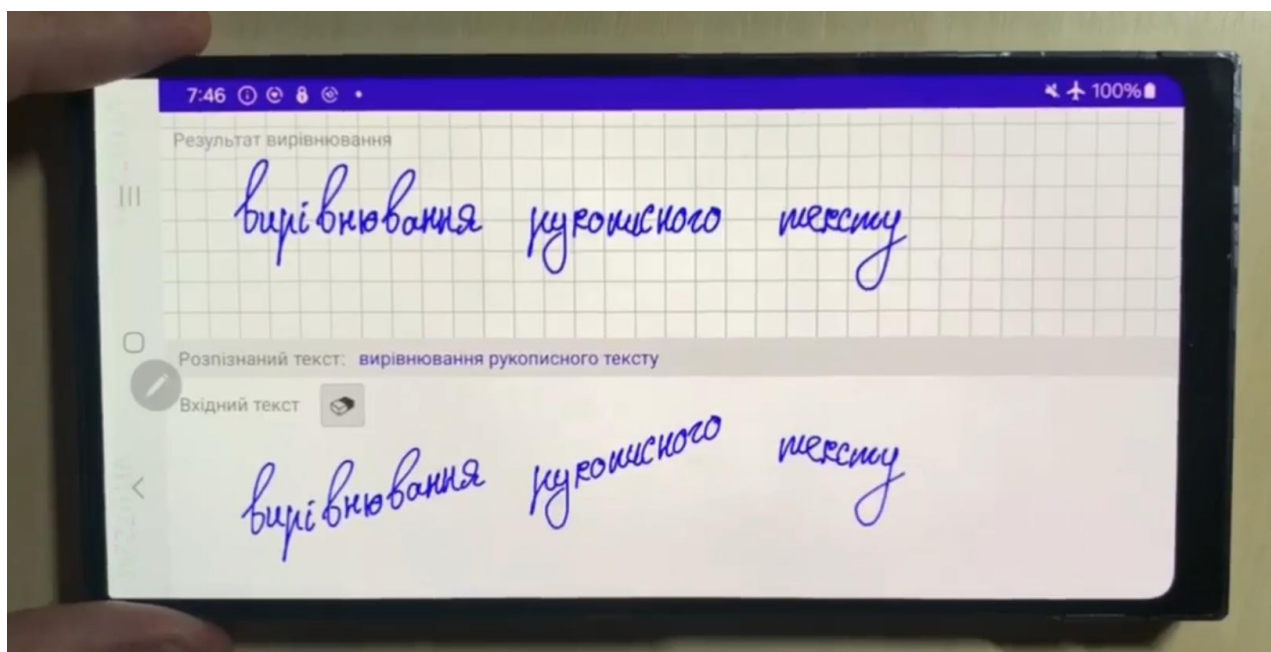 7:46 100%
Результат вирівнювання
вирівнювання рукописного тексту
Розпізнаний текст: вирівнювання рукописного тексту
Вхідний текст
вирівнювання рукописного тексту